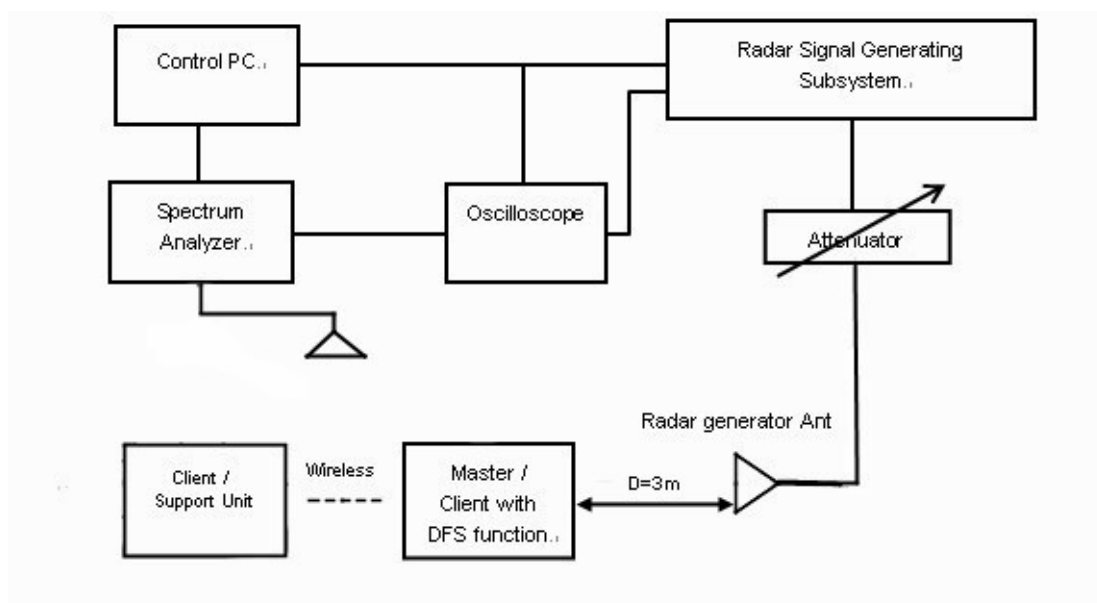 Control PC.
Radar Signal Generating
Subsystem.
Spectrum
Analyzer.
Oscilloscope
Attenuator
Radar generator Ant
Client /
Support Unit
Wireless
Master /
Client with
DFS function.
D=3m